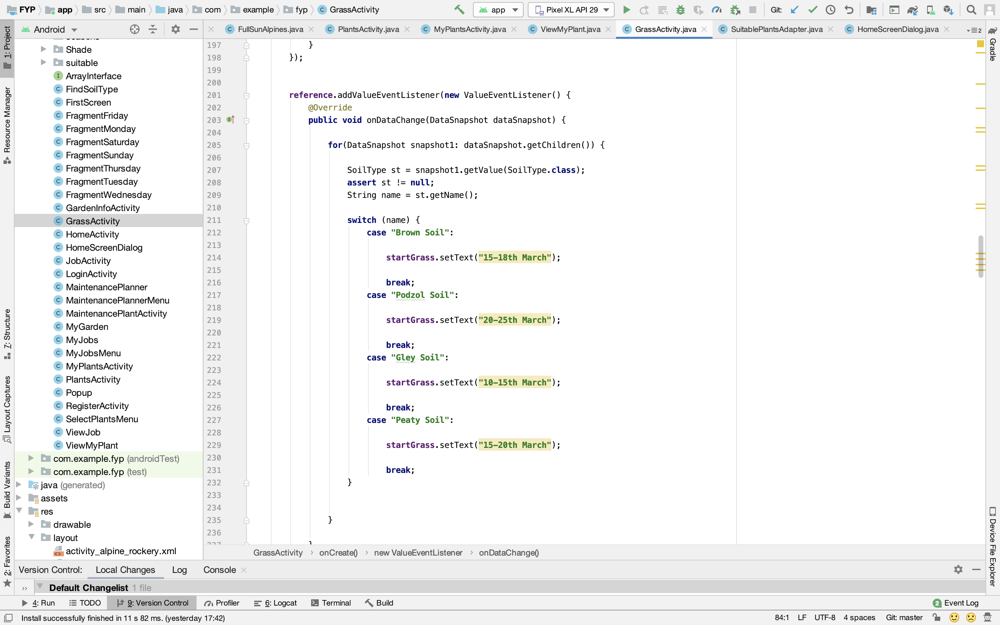 FYP app src main java com example fyp GrassActivity app Pixel XL API 29 Git:
Android FullSunAlpines.java PlantsActivity.java MyPlantsActivity.java ViewMyPlant.java GrassActivity.java SuitablePlantsAdapter.java HomeScreenDialog.java 2
1: Project
Resource Manager
7: Structure
Layout Captures
Build Variants
2: Favorites
Shade
suitable
ArrayInterface
FindSoilType
FirstScreen
FragmentFriday
FragmentMonday
FragmentSaturday
FragmentSunday
FragmentThursday
FragmentTuesday
FragmentWednesday
GardenInfoActivity
GrassActivity
HomeActivity
HomeScreenDialog
JobActivity
LoginActivity
MaintenancePlanner
MaintenancePlannerMenu
MaintenancePlantActivity
MyGarden
MyJobs
MyJobsMenu
MyPlantsActivity
PlantsActivity
Popup
RegisterActivity
SelectPlantsMenu
ViewJob
ViewMyPlant
com.example.fyp (androidTest)
com.example.fyp (test)
java (generated)
assets
res
drawable
layout
activity_alpine_rockery.xml
197 }
198 });
199
200
201 reference.addValueEventListener(new ValueEventListener() {
202 @Override
203 public void onDataChange(DataSnapshot dataSnapshot) {
204
205 for(DataSnapshot snapshot1: dataSnapshot.getChildren()) {
206
207 SoilType st = snapshot1.getValue(SoilType.class);
208 assert st != null;
209 String name = st.getName();
210
211 switch (name) {
212 case "Brown Soil":
213
214 startGrass.setText("15-18th March");
215
216 break;
217 case "Podzol Soil":
218
219 startGrass.setText("20-25th March");
220
221 break;
222 case "Gley Soil":
223
224 startGrass.setText("10-15th March");
225
226 break;
227 case "Peaty Soil":
228
229 startGrass.setText("15-20th March");
230
231 break;
232 }
233
234
235 }
236
237 }
GrassActivity › onCreate() › new ValueEventListener › onDataChange()
Gradle
Device File Explorer
Version Control: Local Changes Log Console
» Default Changelist 1 file
4: Run TODO 9: Version Control Profiler 6: Logcat Terminal Build 2 Event Log
Install successfully finished in 11 s 82 ms. (yesterday 17:42) 84:1 LF UTF-8 4 spaces Git: master